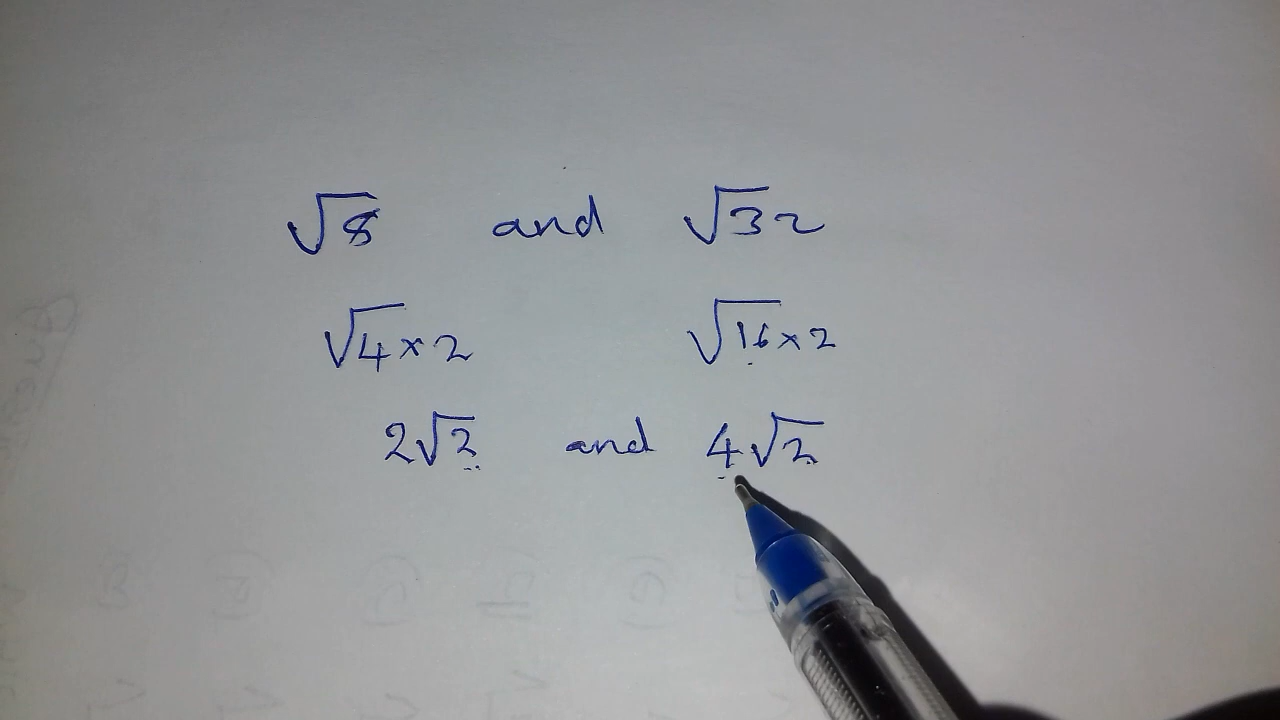 √8 and √32
√4×2 √16×2
2√2 and 4√2